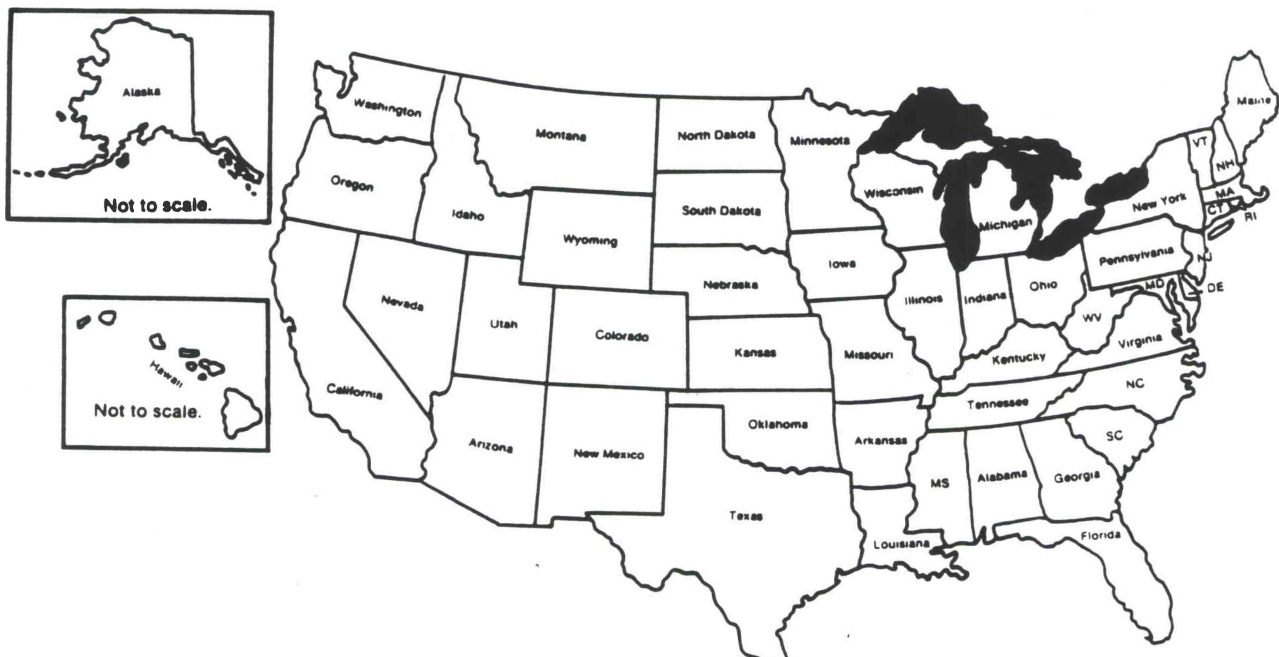 Alaska
Not to scale.
Hawaii
Not to scale.
Washington
Oregon
California
Nevada
Idaho
Montana
Wyoming
Utah
Colorado
Arizona
New Mexico
North Dakota
South Dakota
Nebraska
Kansas
Oklahoma
Texas
Minnesota
Iowa
Missouri
Arkansas
Louisiana
Wisconsin
Illinois
Michigan
Indiana
Ohio
Kentucky
Tennessee
MS
Alabama
Georgia
Florida
SC
NC
Virginia
WV
MD
DE
Pennsylvania
NJ
New York
CT
RI
MA
VT
NH
Maine